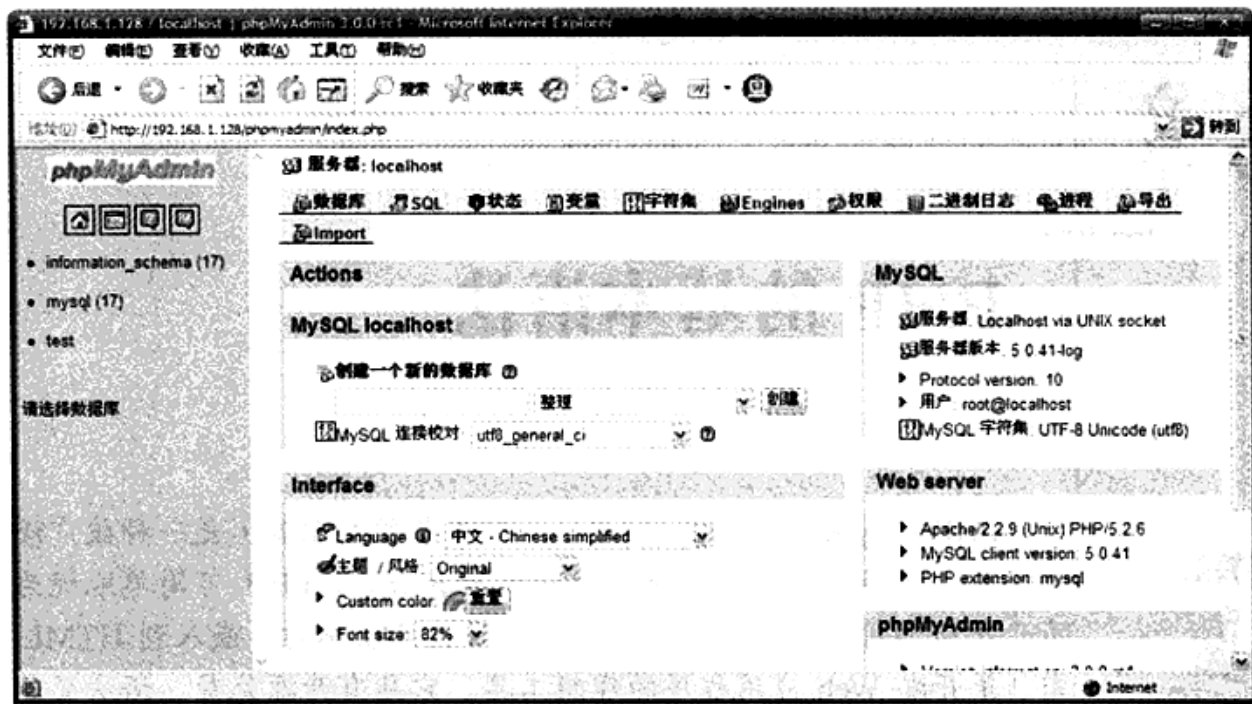 192.168.1.128 / localhost | phpMyAdmin 3.0.0-rc1 - Microsoft Internet Explorer
文件(F) 编辑(E) 查看(V) 收藏(A) 工具(T) 帮助(H)
后退 搜索 收藏夹
地址(D) http://192.168.1.128/phpmyadmin/index.php 转到
phpMyAdmin
information_schema (17)
mysql (17)
test
请选择数据库
服务器: localhost
数据库 SQL 状态 变量 字符集 Engines 权限 二进制日志 进程 导出
Import
Actions
MySQL localhost
创建一个新的数据库
整理 创建
MySQL 连接校对: utf8_general_ci
Interface
Language: 中文 - Chinese simplified
主题 / 风格: Original
Custom color: 重置
Font size: 82%
MySQL
服务器: Localhost via UNIX socket
服务器版本: 5.0.41-log
Protocol version: 10
用户: root@localhost
MySQL 字符集: UTF-8 Unicode (utf8)
Web server
Apache/2.2.9 (Unix) PHP/5.2.6
MySQL client version: 5.0.41
PHP extension: mysql
phpMyAdmin
Internet